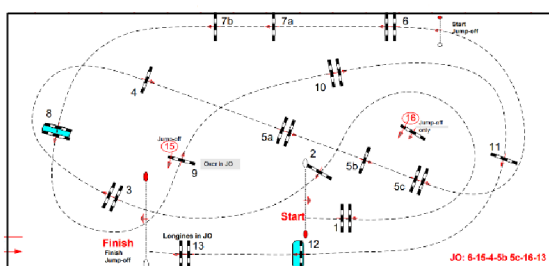 7b
7a
6
Start
Jump-off
4
10
8
5a
Jump-off
15
9
Oxer in JO
16
Jump-off
only
2
5b
11
5c
3
Start
1
Finish
Finish
Jump-off
Longines in JO
13
12
JO: 6-15-4-5b 5c-16-13